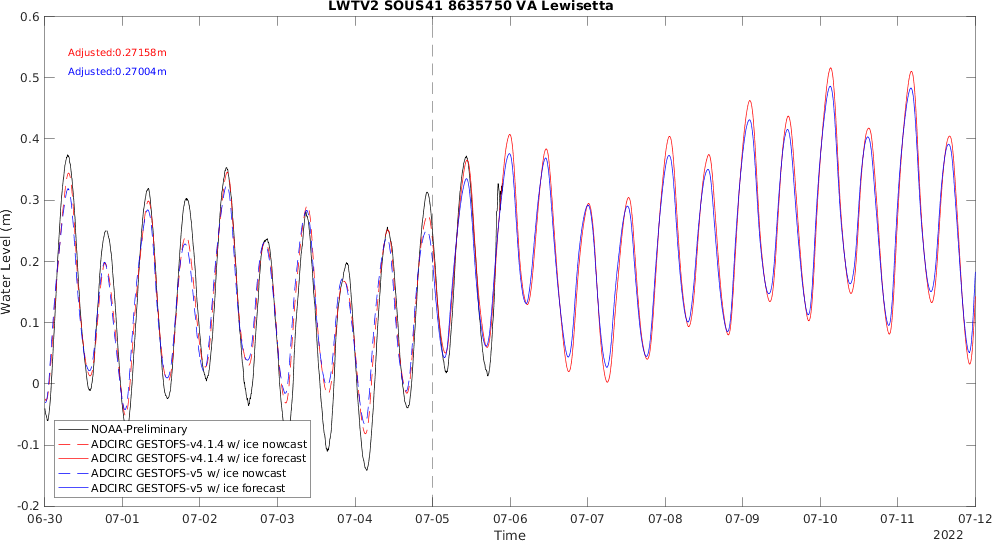 LWTV2 SOUS41 8635750 VA Lewisetta
Adjusted:0.27158m
Adjusted:0.27004m
Water Level (m)
0.6
0.5
0.4
0.3
0.2
0.1
0
-0.1
-0.2
NOAA-Preliminary
ADCIRC GESTOFS-v4.1.4 w/ ice nowcast
ADCIRC GESTOFS-v4.1.4 w/ ice forecast
ADCIRC GESTOFS-v5 w/ ice nowcast
ADCIRC GESTOFS-v5 w/ ice forecast
06-30 07-01 07-02 07-03 07-04 07-05 07-06 07-07 07-08 07-09 07-10 07-11 07-12
Time
2022